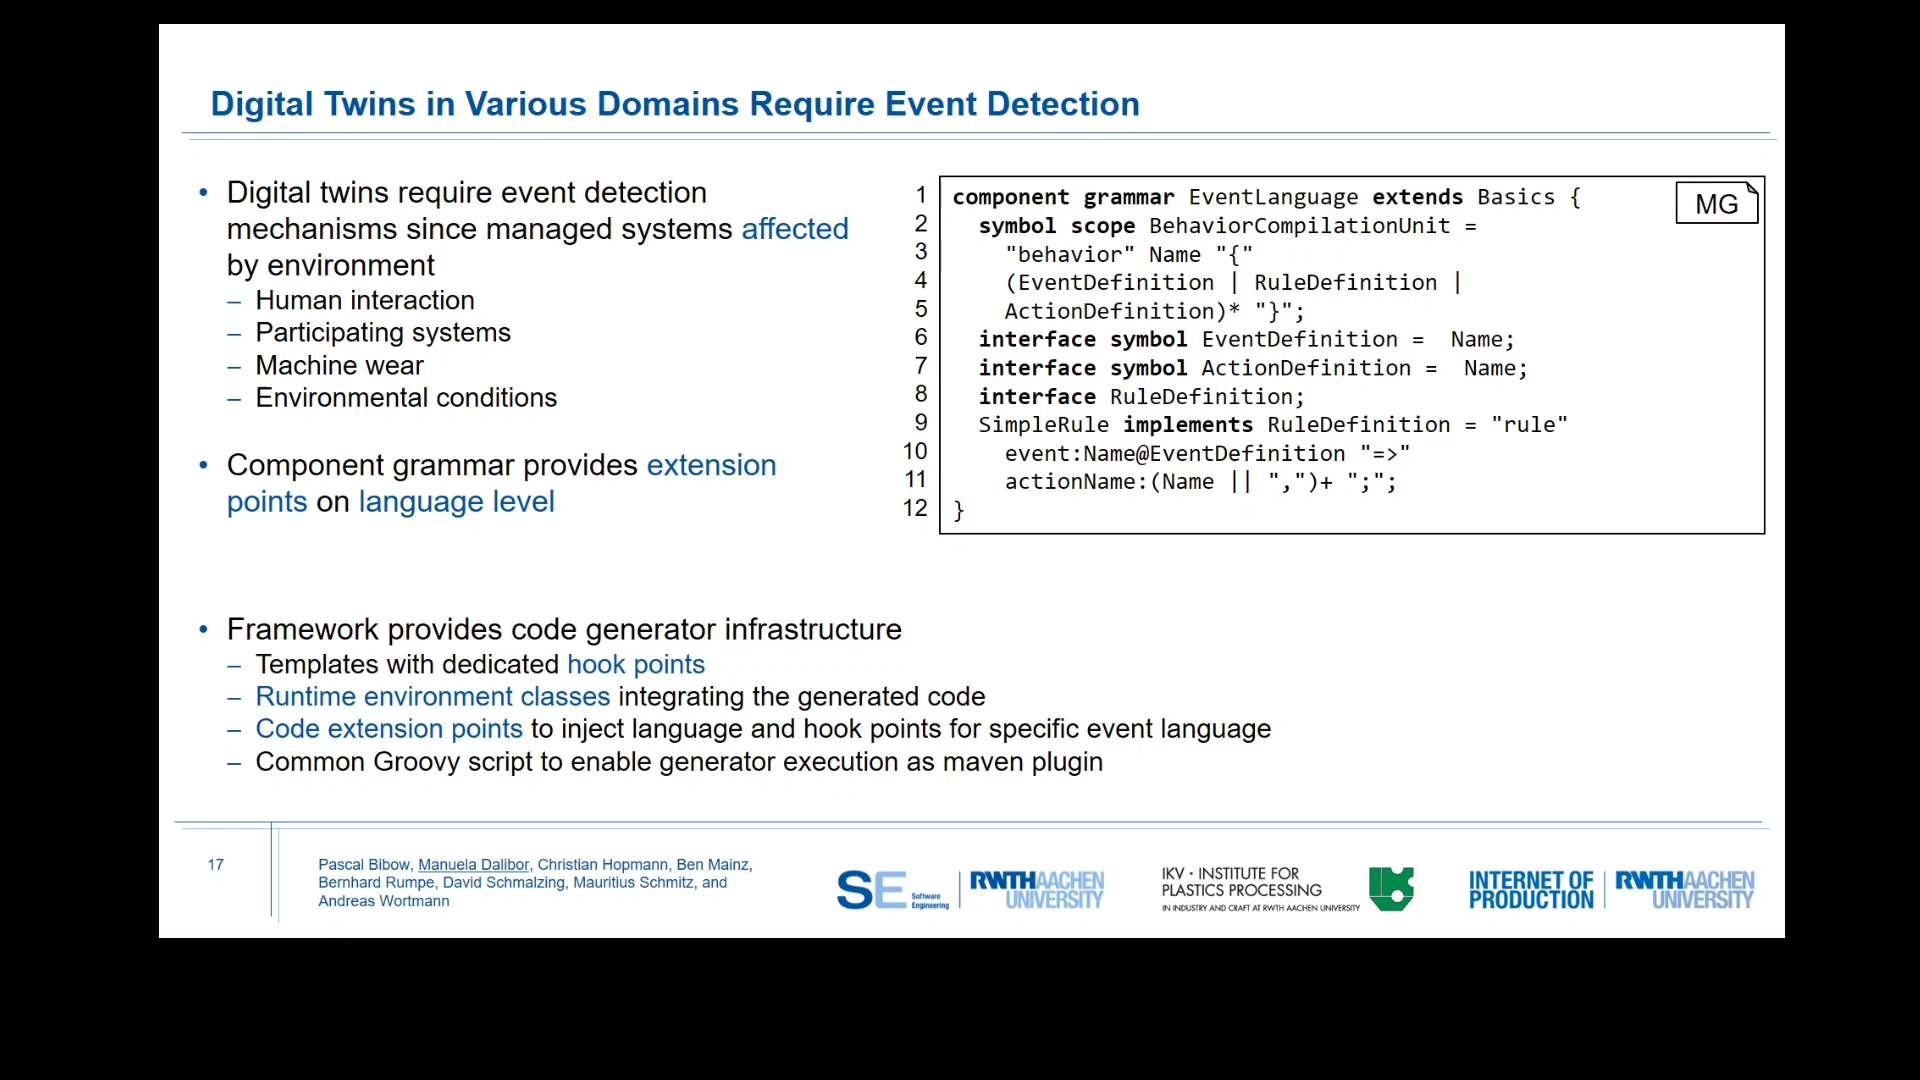 Digital Twins in Various Domains Require Event Detection
• Digital twins require event detection
mechanisms since managed systems affected
by environment
– Human interaction
– Participating systems
– Machine wear
– Environmental conditions
• Component grammar provides extension
points on language level
1 component grammar EventLanguage extends Basics {
2 symbol scope BehaviorCompilationUnit =
3 "behavior" Name "{"
4 (EventDefinition | RuleDefinition |
5 ActionDefinition)* "}";
6 interface symbol EventDefinition = Name;
7 interface symbol ActionDefinition = Name;
8 interface RuleDefinition;
9 SimpleRule implements RuleDefinition = "rule"
10 event:Name@EventDefinition "=>"
11 actionName:(Name || ",")+ ";";
12 }
MG
• Framework provides code generator infrastructure
– Templates with dedicated hook points
– Runtime environment classes integrating the generated code
– Code extension points to inject language and hook points for specific event language
– Common Groovy script to enable generator execution as maven plugin
17
Pascal Bibow, Manuela Dalibor, Christian Hopmann, Ben Mainz,
Bernhard Rumpe, David Schmalzing, Mauritius Schmitz, and
Andreas Wortmann
SE Software
Engineering
RWTHAACHEN
UNIVERSITY
IKV · INSTITUTE FOR
PLASTICS PROCESSING
IN INDUSTRY AND CRAFT AT RWTH AACHEN UNIVERSITY
INTERNET OF
PRODUCTION
RWTHAACHEN
UNIVERSITY